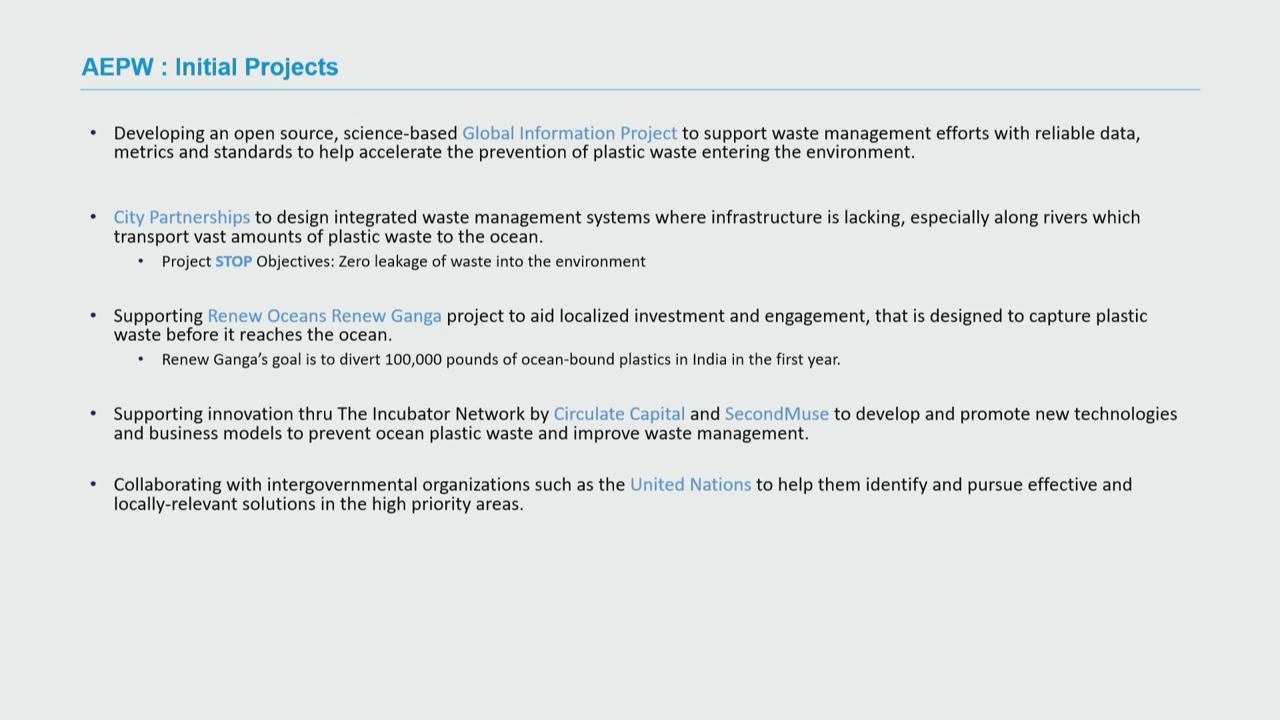 AEPW : Initial Projects
• Developing an open source, science-based Global Information Project to support waste management efforts with reliable data,
metrics and standards to help accelerate the prevention of plastic waste entering the environment.
• City Partnerships to design integrated waste management systems where infrastructure is lacking, especially along rivers which
transport vast amounts of plastic waste to the ocean.
• Project STOP Objectives: Zero leakage of waste into the environment
• Supporting Renew Oceans Renew Ganga project to aid localized investment and engagement, that is designed to capture plastic
waste before it reaches the ocean.
• Renew Ganga’s goal is to divert 100,000 pounds of ocean-bound plastics in India in the first year.
• Supporting innovation thru The Incubator Network by Circulate Capital and SecondMuse to develop and promote new technologies
and business models to prevent ocean plastic waste and improve waste management.
• Collaborating with intergovernmental organizations such as the United Nations to help them identify and pursue effective and
locally-relevant solutions in the high priority areas.